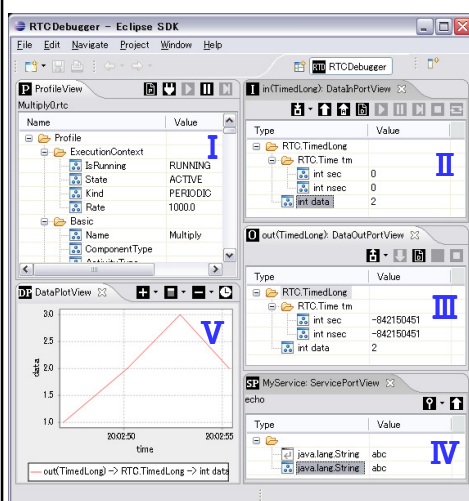 RTCDebugger - Eclipse SDK
File Edit Navigate Project Window Help
RTD RTCDebugger
P ProfileView
Multiply0.rtc
Name Value
I
Profile
ExecutionContext
IsRunning RUNNING
State ACTIVE
Kind PERIODIC
Rate 1000.0
Basic
Name Multiply
ComponentType
I in(TimedLong): DataInPortView
Type Value
II
RTC.TimedLong
RTC.Time tm
int sec 0
int nsec 0
int data 2
O out(TimedLong): DataOutPortView
Type Value
III
RTC.TimedLong
RTC.Time tm
int sec -842150451
int nsec -842150451
int data 2
DP DataPlotView
V
3.0
2.5
2.0
1.5
1.0
data
20:02:50 20:02:55
time
out(TimedLong) -> RTC.TimedLong -> int data
SP MyService: ServicePortView
echo
Type Value
IV
java.lang.String abc
java.lang.String abc